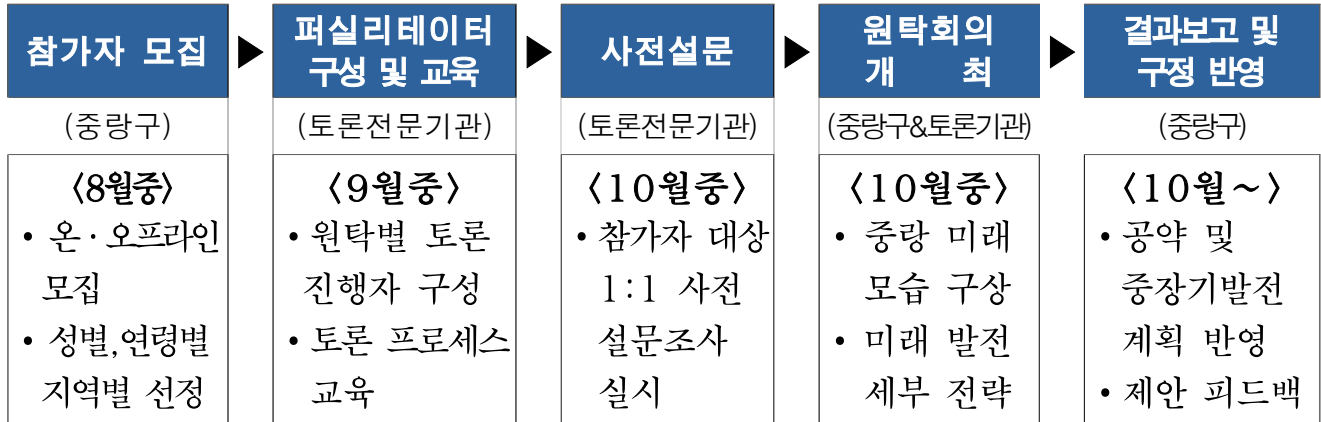 참가자 모집
(중랑구)
〈8월중〉
• 온·오프라인
모집
• 성별,연령별
지역별 선정
▶
퍼실리테이터
구성 및 교육
(토론전문기관)
〈9월중〉
• 원탁별 토론
진행자 구성
• 토론 프로세스
교육
▶
사전설문
(토론전문기관)
〈10월중〉
• 참가자 대상
1:1 사전
설문조사
실시
▶
원탁회의
개 최
(중랑구&토론기관)
〈10월중〉
• 중랑 미래
모습 구상
• 미래 발전
세부 전략
▶
결과보고 및
구정 반영
(중랑구)
〈10월~〉
• 공약 및
중장기발전
계획 반영
• 제안 피드백